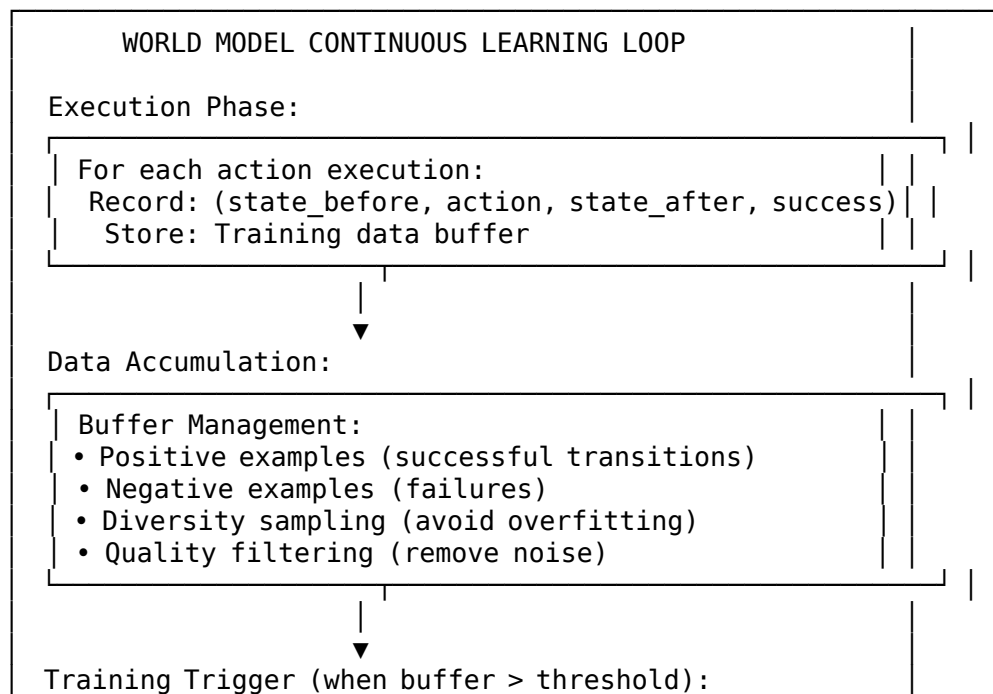 WORLD MODEL CONTINUOUS LEARNING LOOP
Execution Phase:
For each action execution:
Record: (state_before, action, state_after, success)
Store: Training data buffer
Data Accumulation:
Buffer Management:
• Positive examples (successful transitions)
• Negative examples (failures)
• Diversity sampling (avoid overfitting)
• Quality filtering (remove noise)
Training Trigger (when buffer > threshold):